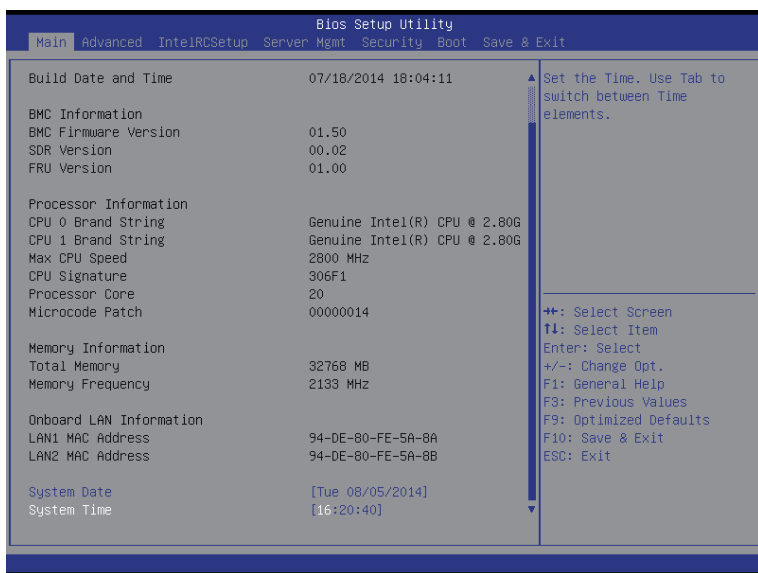 Bios Setup Utility
Main Advanced IntelRCSetup Server Mgmt Security Boot Save & Exit
Build Date and Time 07/18/2014 18:04:11
BMC Information
BMC Firmware Version 01.50
SDR Version 00.02
FRU Version 01.00
Processor Information
CPU 0 Brand String Genuine Intel(R) CPU @ 2.80G
CPU 1 Brand String Genuine Intel(R) CPU @ 2.80G
Max CPU Speed 2800 MHz
CPU Signature 306F1
Processor Core 20
Microcode Patch 00000014
Memory Information
Total Memory 32768 MB
Memory Frequency 2133 MHz
Onboard LAN Information
LAN1 MAC Address 94-DE-80-FE-5A-8A
LAN2 MAC Address 94-DE-80-FE-5A-8B
System Date [Tue 08/05/2014]
System Time [16:20:40]
Set the Time. Use Tab to
switch between Time
elements.
→←: Select Screen
↑↓: Select Item
Enter: Select
+/-: Change Opt.
F1: General Help
F3: Previous Values
F9: Optimized Defaults
F10: Save & Exit
ESC: Exit